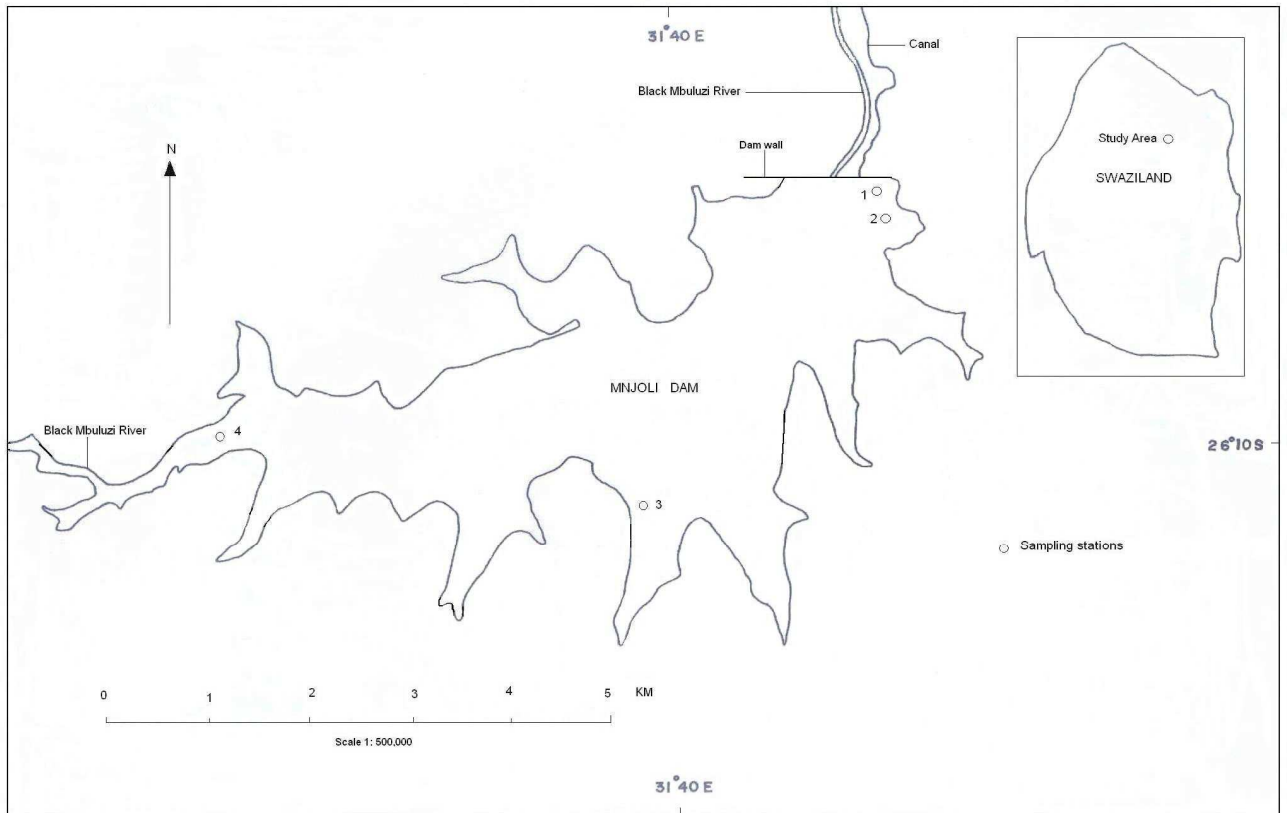 31°40 E
Canal
Black Mbuluzi River
N
Dam wall
Study Area
SWAZILAND
1
2
MNJOLI DAM
Black Mbuluzi River
4
26°10 S
3
Sampling stations
0 1 2 3 4 5 KM
Scale 1: 500,000
31°40 E